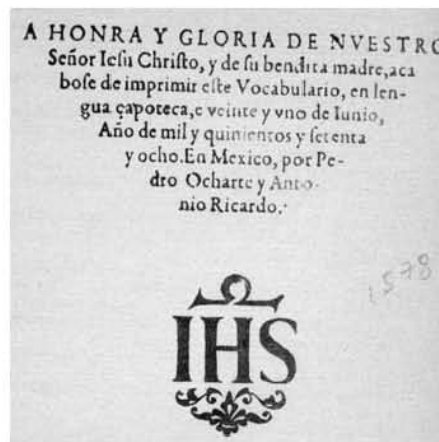 A HONRA Y GLORIA DE NVESTRO
Señor Iesu Christo, y de su bendita madre, aca
bose de imprimir este Vocabulario, en len-
gua çapoteca, e veinte y vno de Iunio,
Año de mil y quinientos y setenta
y ocho. En Mexico, por Pe-
dro Ocharte y Anto-
nio Ricardo.
1578
IHS